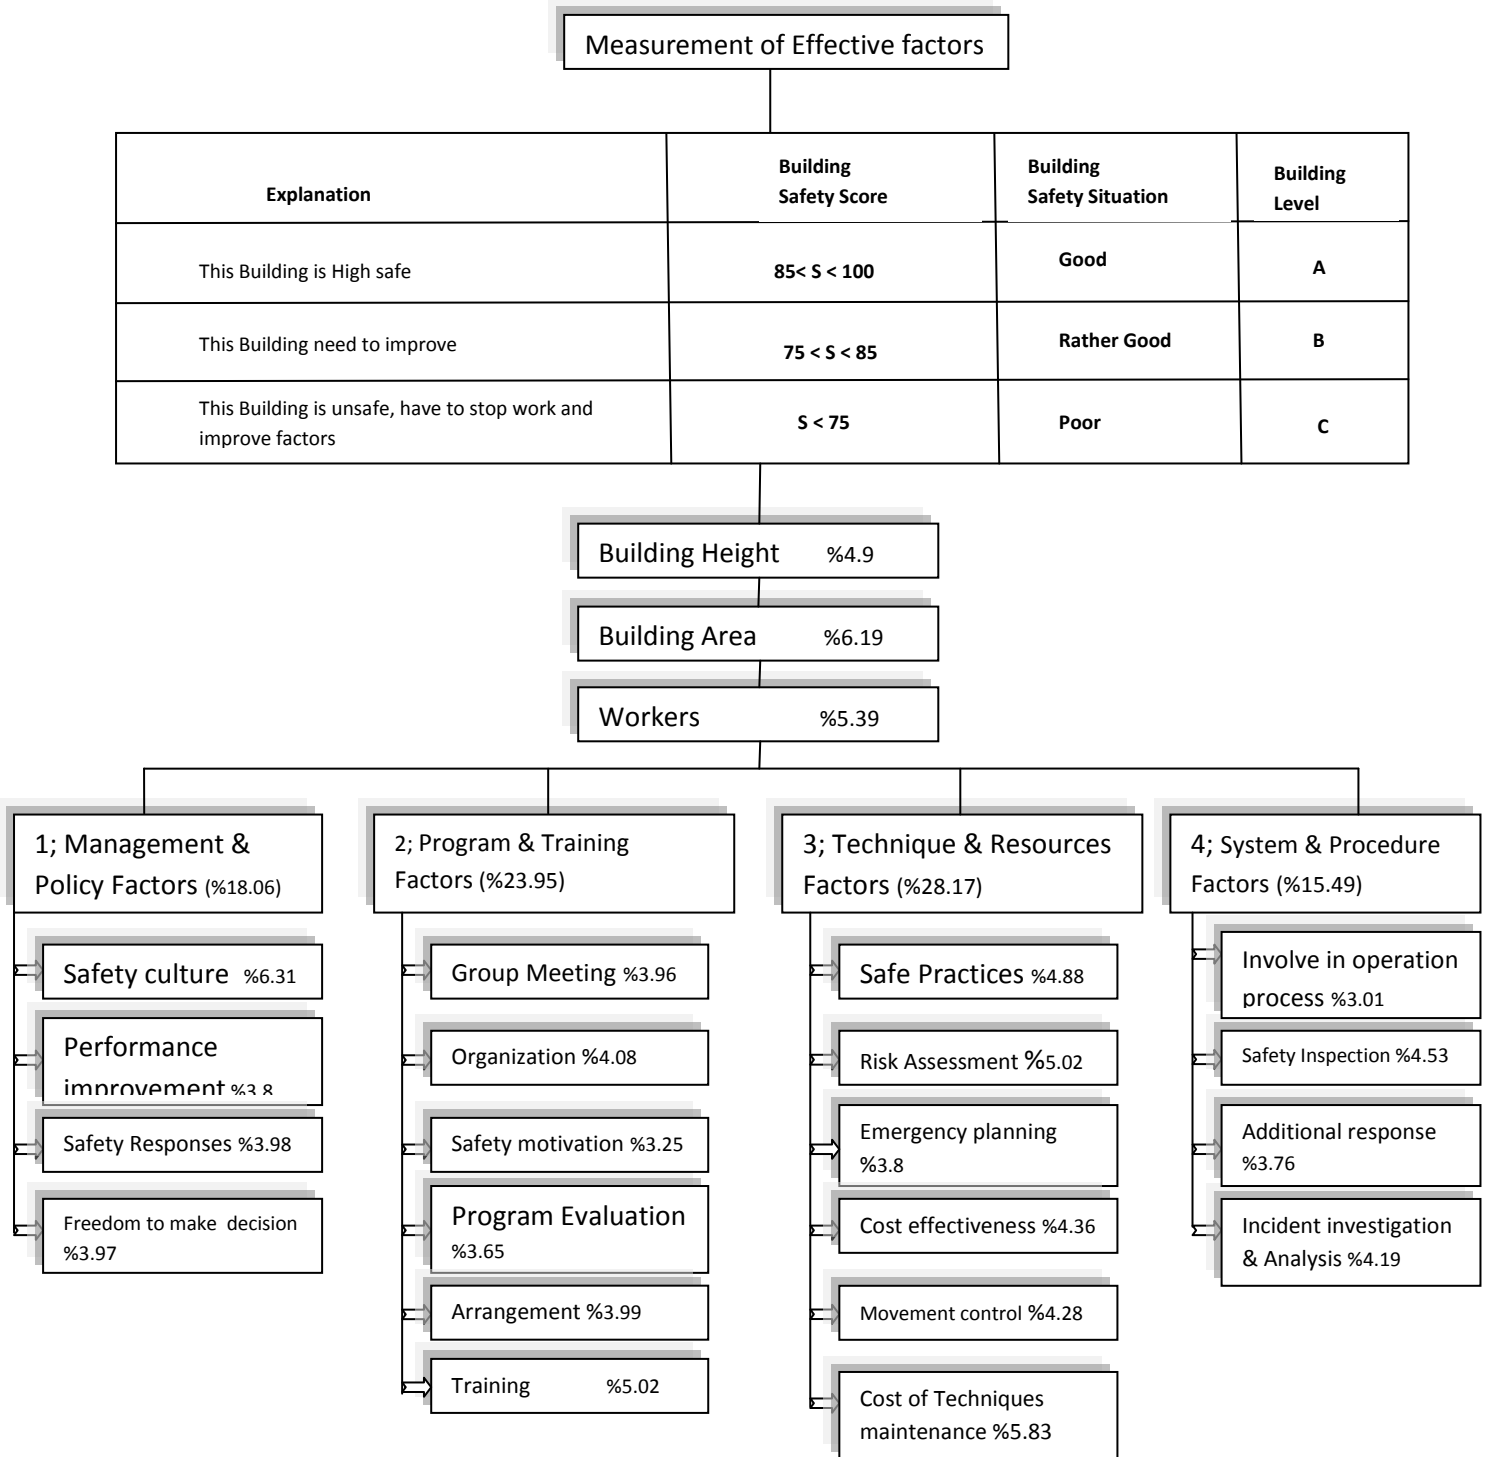 Measurement of Effective factors
Explanation
Building
Safety Score
Building
Safety Situation
Building
Level
This Building is High safe
85< S < 100
Good
A
This Building need to improve
75 < S < 85
Rather Good
B
This Building is unsafe, have to stop work and
improve factors
S < 75
Poor
C
Building Height %4.9
Building Area %6.19
Workers %5.39
1; Management &
Policy Factors (%18.06)
Safety culture %6.31
Performance
improvement %3.8
Safety Responses %3.98
Freedom to make decision
%3.97
2; Program & Training
Factors (%23.95)
Group Meeting %3.96
Organization %4.08
Safety motivation %3.25
Program Evaluation
%3.65
Arrangement %3.99
Training %5.02
3; Technique & Resources
Factors (%28.17)
Safe Practices %4.88
Risk Assessment %5.02
Emergency planning
%3.8
Cost effectiveness %4.36
Movement control %4.28
Cost of Techniques
maintenance %5.83
4; System & Procedure
Factors (%15.49)
Involve in operation
process %3.01
Safety Inspection %4.53
Additional response
%3.76
Incident investigation
& Analysis %4.19